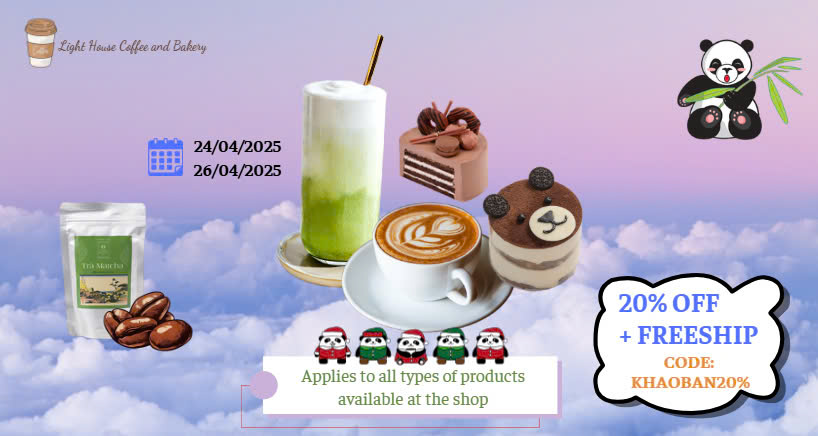 Light House Coffee and Bakery
24/04/2025
26/04/2025
Trà Matcha
20% OFF
+ FREESHIP
CODE:
KHAOBAN20%
Applies to all types of products
available at the shop